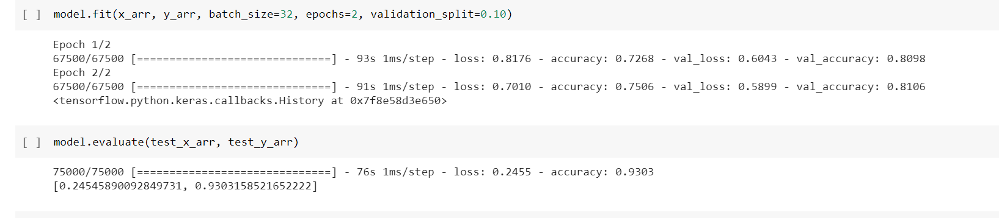 [ ] model.fit(x_arr, y_arr, batch_size=32, epochs=2, validation_split=0.10)
Epoch 1/2
67500/67500 [==============================] - 93s 1ms/step - loss: 0.8176 - accuracy: 0.7268 - val_loss: 0.6043 - val_accuracy: 0.8098
Epoch 2/2
67500/67500 [==============================] - 91s 1ms/step - loss: 0.7010 - accuracy: 0.7506 - val_loss: 0.5899 - val_accuracy: 0.8106
<tensorflow.python.keras.callbacks.History at 0x7f8e58d3e650>
[ ] model.evaluate(test_x_arr, test_y_arr)
75000/75000 [==============================] - 76s 1ms/step - loss: 0.2455 - accuracy: 0.9303
[0.24545890092849731, 0.9303158521652222]